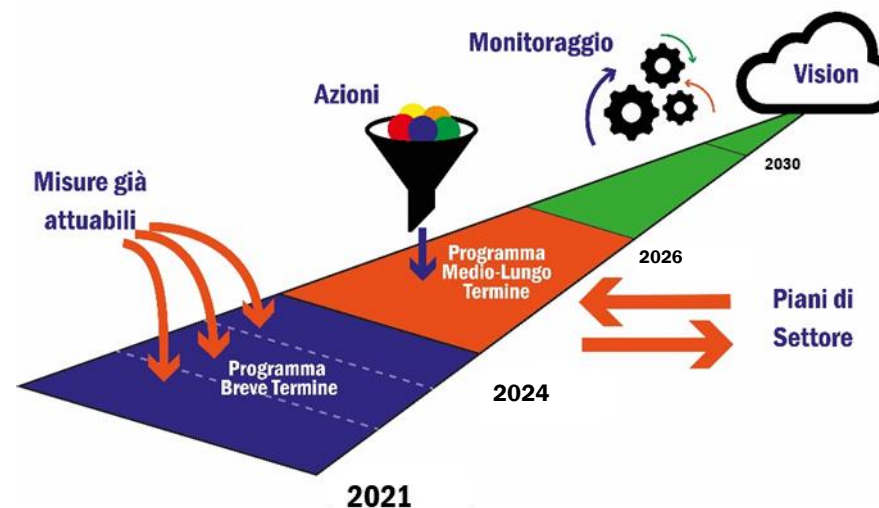 Monitoraggio
Vision
Azioni
2030
Misure già
attuabili
Programma
Medio-Lungo
Termine
2026
Piani di
Settore
Programma
Breve Termine
2024
2021